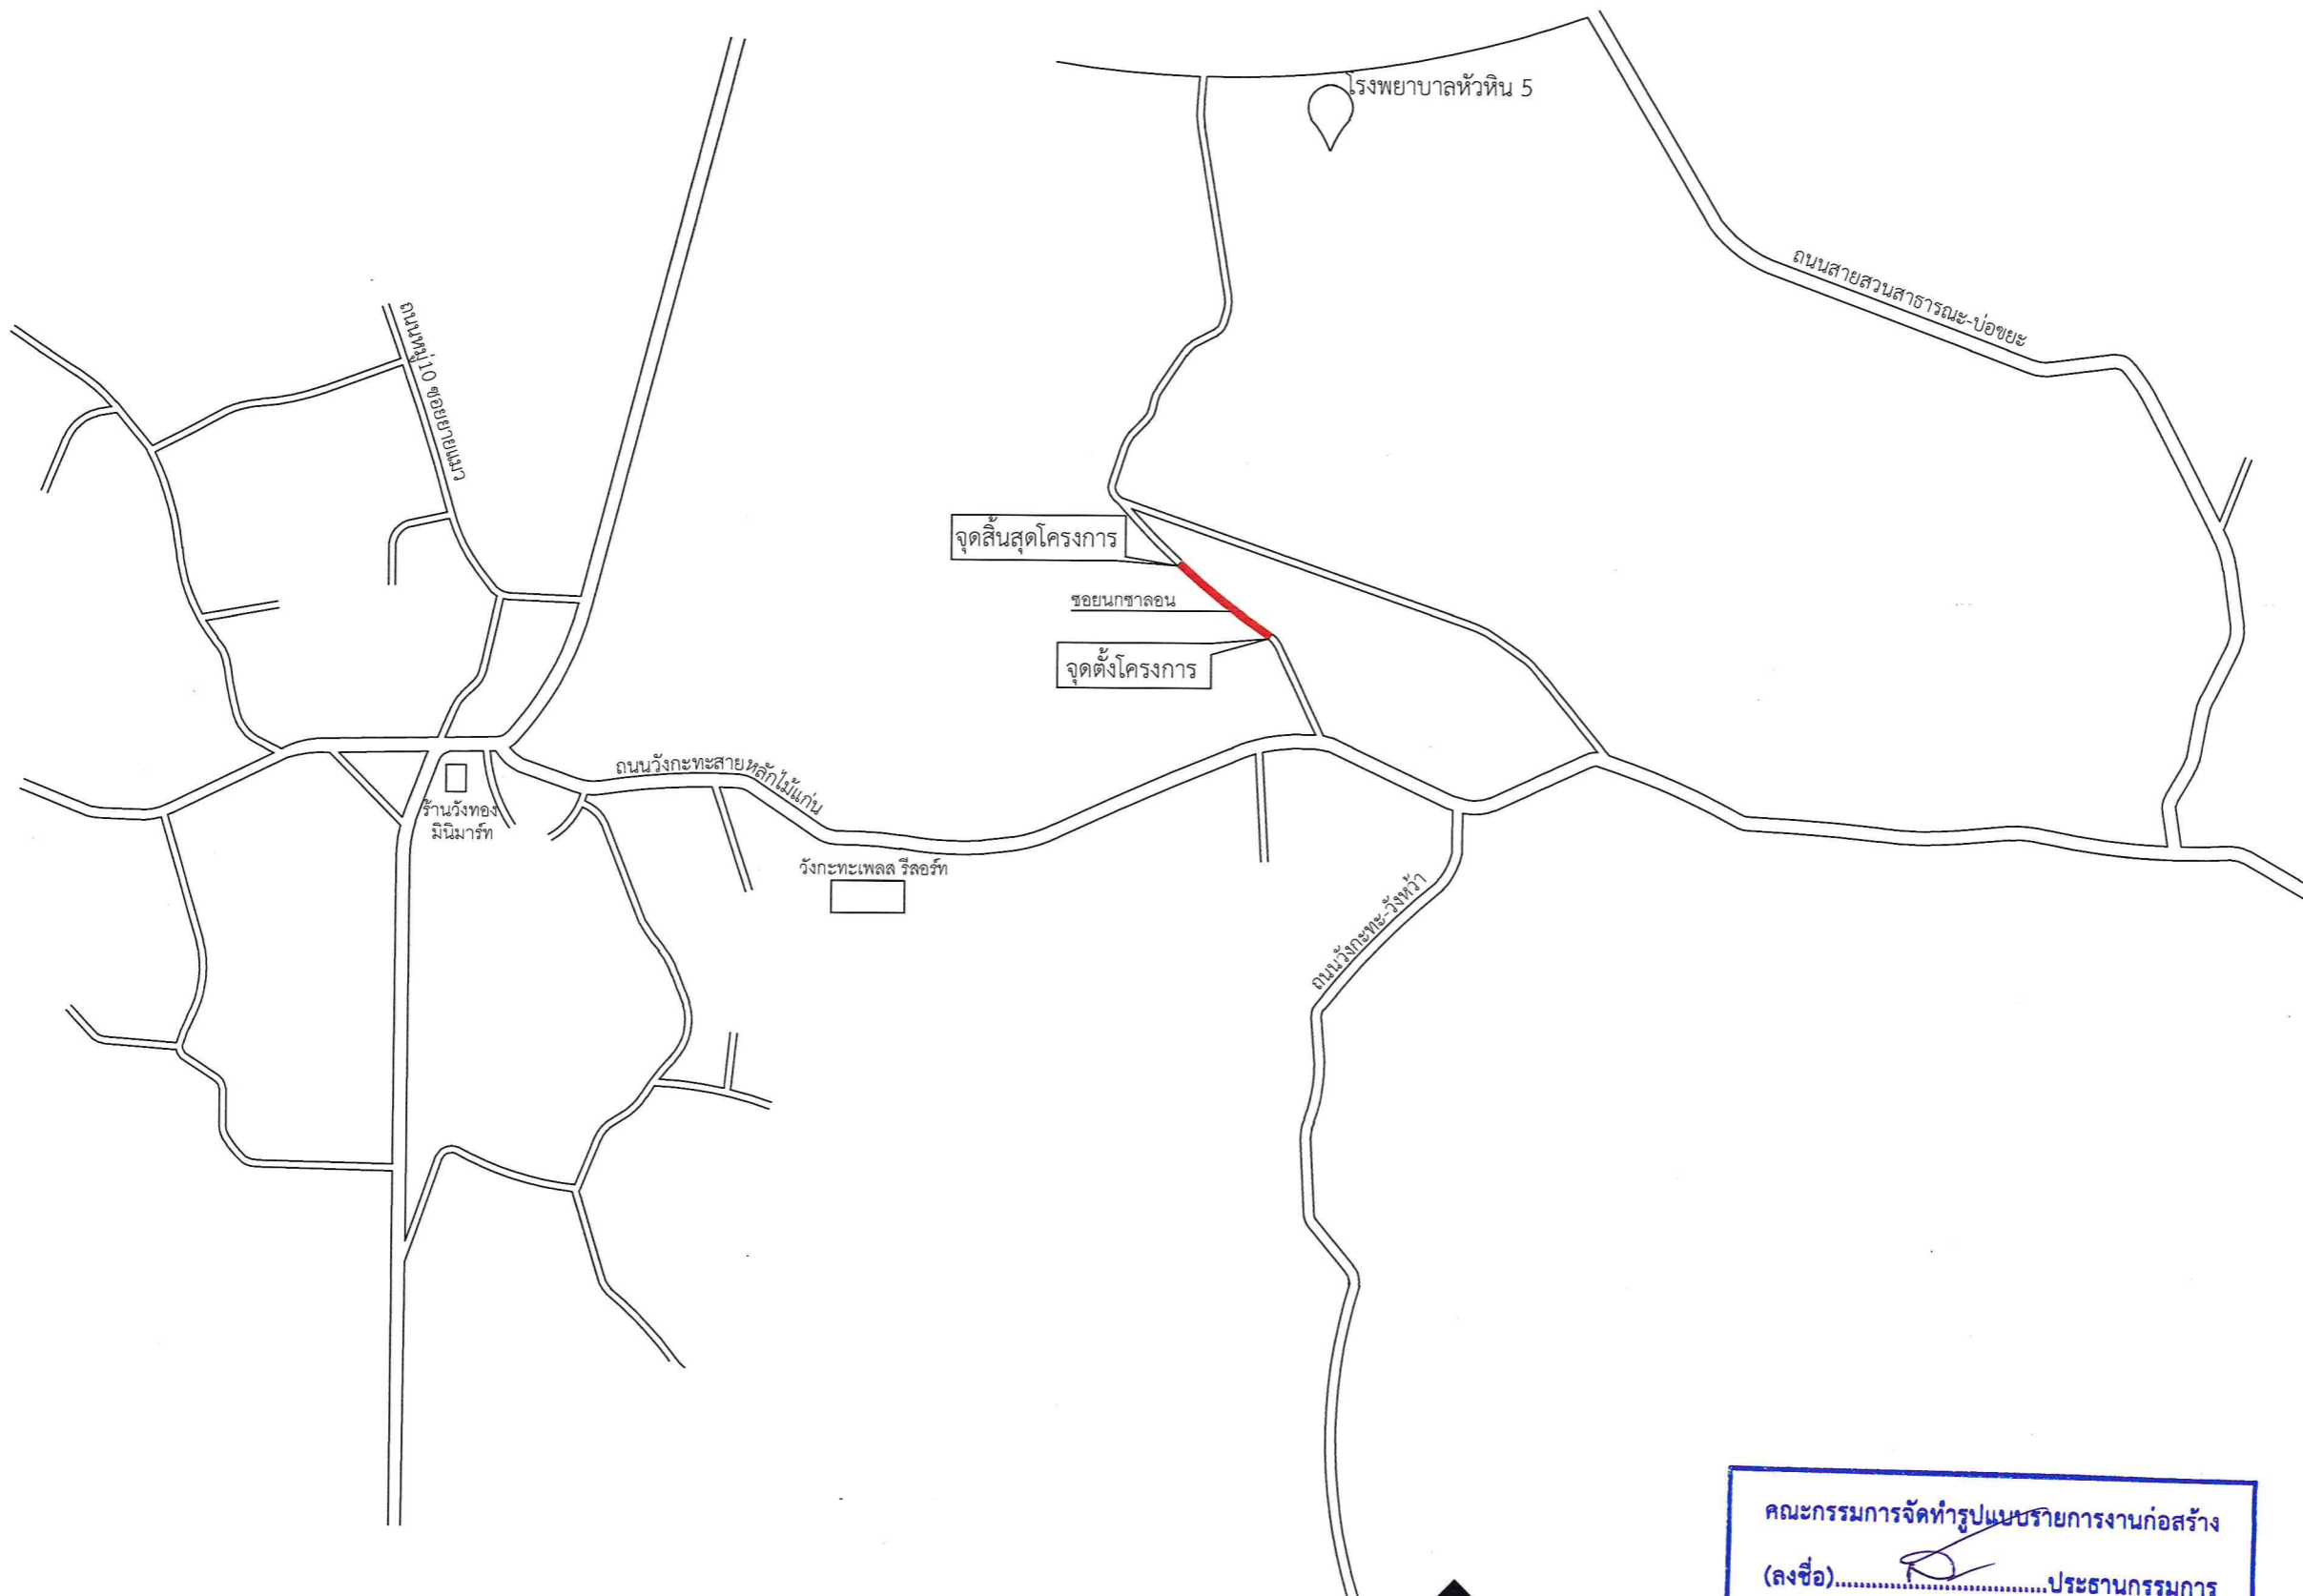 โรงพยาบาลหัวหิน 5
ถนนสายสวนสาธารณะ-บ่อขยะ
ถนนหมู่10 ซอยยายแมว
จุดสิ้นสุดโครงการ
ซอยนกชาลอน
จุดตั้งโครงการ
ถนนวังกะทะสายหลักไม้แก่น
ร้านวังทอง
มินิมาร์ท
วังกะทะเพลส รีสอร์ท
ถนนวังกะทะ-วังหว้า
คณะกรรมการจัดทำรูปแบบรายการงานก่อสร้าง
(ลงชื่อ)....................................ประธานกรรมการ